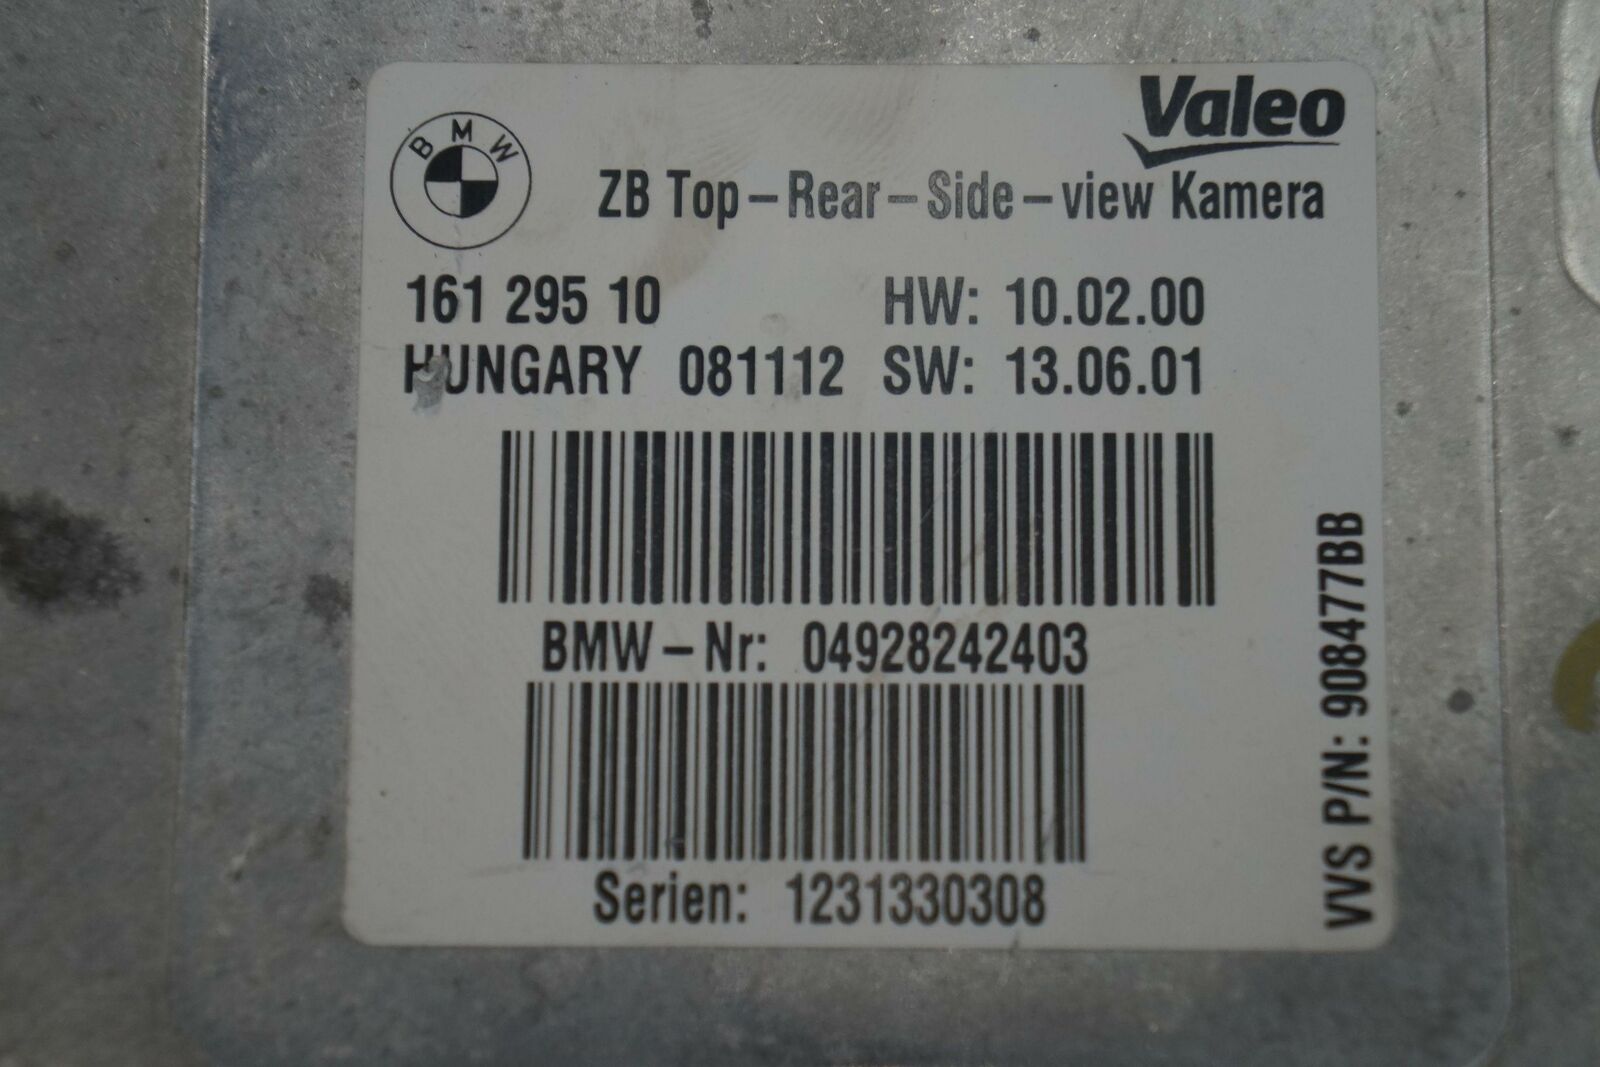 BMW
Valeo
ZB Top-Rear-Side-view Kamera
161 295 10 HW: 10.02.00
HUNGARY 081112 SW: 13.06.01
BMW-Nr: 04928242403
Serien: 1231330308
VVS P/N: 908477BB